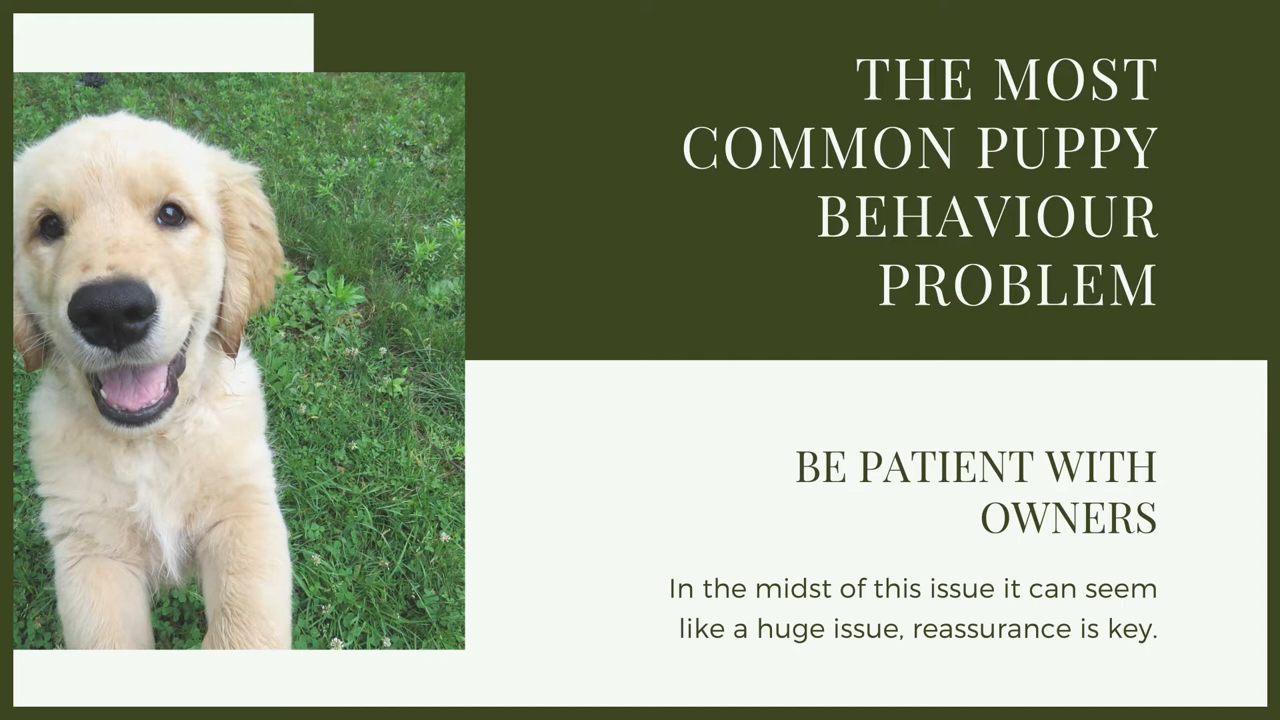 THE MOST
COMMON PUPPY
BEHAVIOUR
PROBLEM
BE PATIENT WITH
OWNERS
In the midst of this issue it can seem
like a huge issue, reassurance is key.